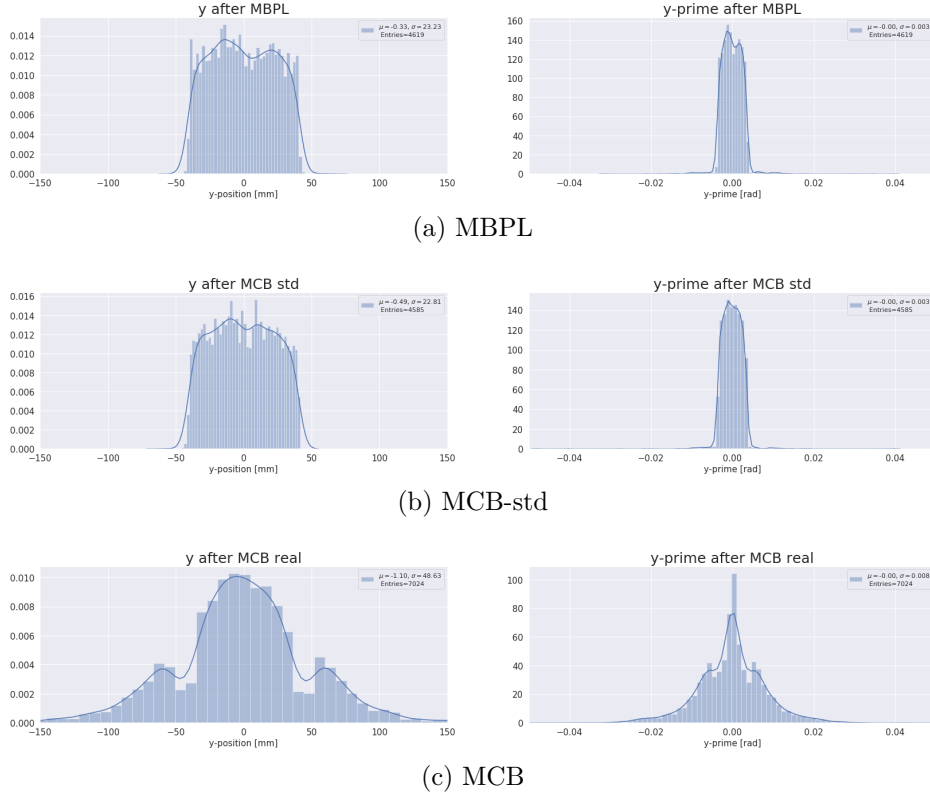 y after MBPL
y-prime after MBPL
0.014
0.012
0.010
0.008
0.006
0.004
0.002
0.000
μ=-0.33, σ=23.23
Entries=4619
−150 −100 −50 0 50 100 150
y-position [mm]
160
140
120
100
80
60
40
20
0
μ=-0.00, σ=0.003
Entries=4619
−0.04 −0.02 0.00 0.02 0.04
y-prime [rad]
(a) MBPL
y after MCB std
y-prime after MCB std
0.016
0.014
0.012
0.010
0.008
0.006
0.004
0.002
0.000
μ=-0.49, σ=22.81
Entries=4585
−150 −100 −50 0 50 100 150
y-position [mm]
140
120
100
80
60
40
20
0
μ=-0.00, σ=0.003
Entries=4585
−0.04 −0.02 0.00 0.02 0.04
y-prime [rad]
(b) MCB-std
y after MCB real
y-prime after MCB real
0.010
0.008
0.006
0.004
0.002
0.000
μ=-1.10, σ=48.63
Entries=7024
−150 −100 −50 0 50 100 150
y-position [mm]
100
80
60
40
20
0
μ=-0.00, σ=0.008
Entries=7024
−0.04 −0.02 0.00 0.02 0.04
y-prime [rad]
(c) MCB